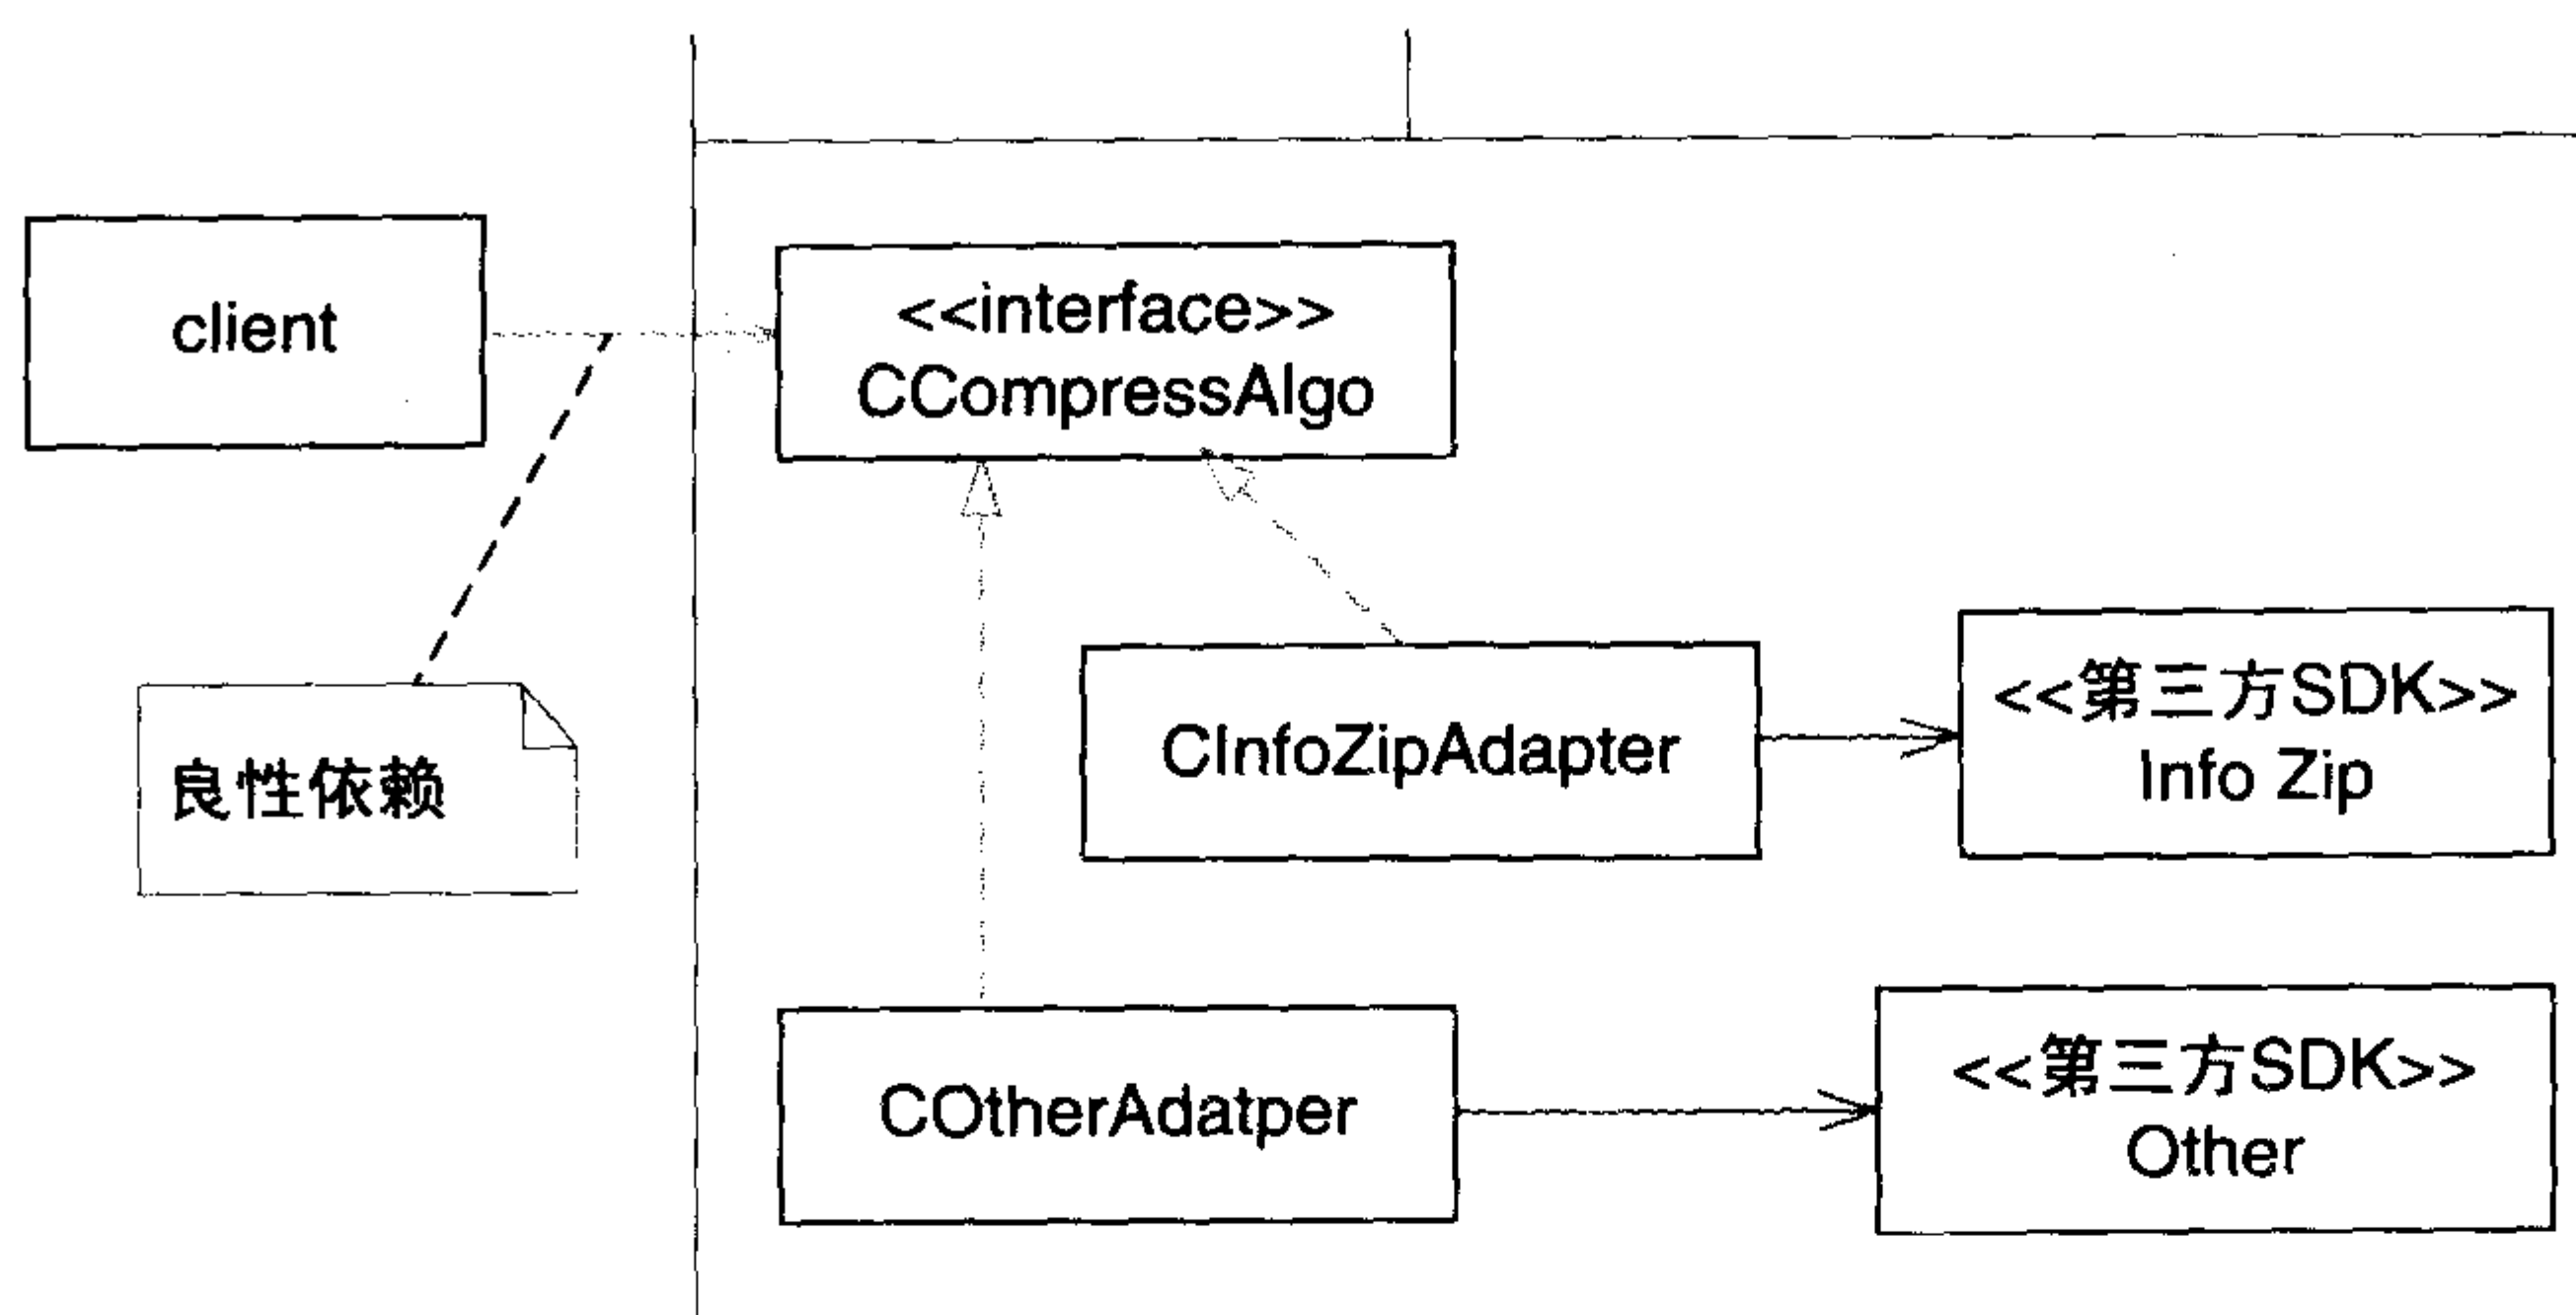 client
<<interface>>
CCompressAlgo
良性依赖
CInfoZipAdapter
<<第三方SDK>>
Info Zip
COtherAdatper
<<第三方SDK>>
Other